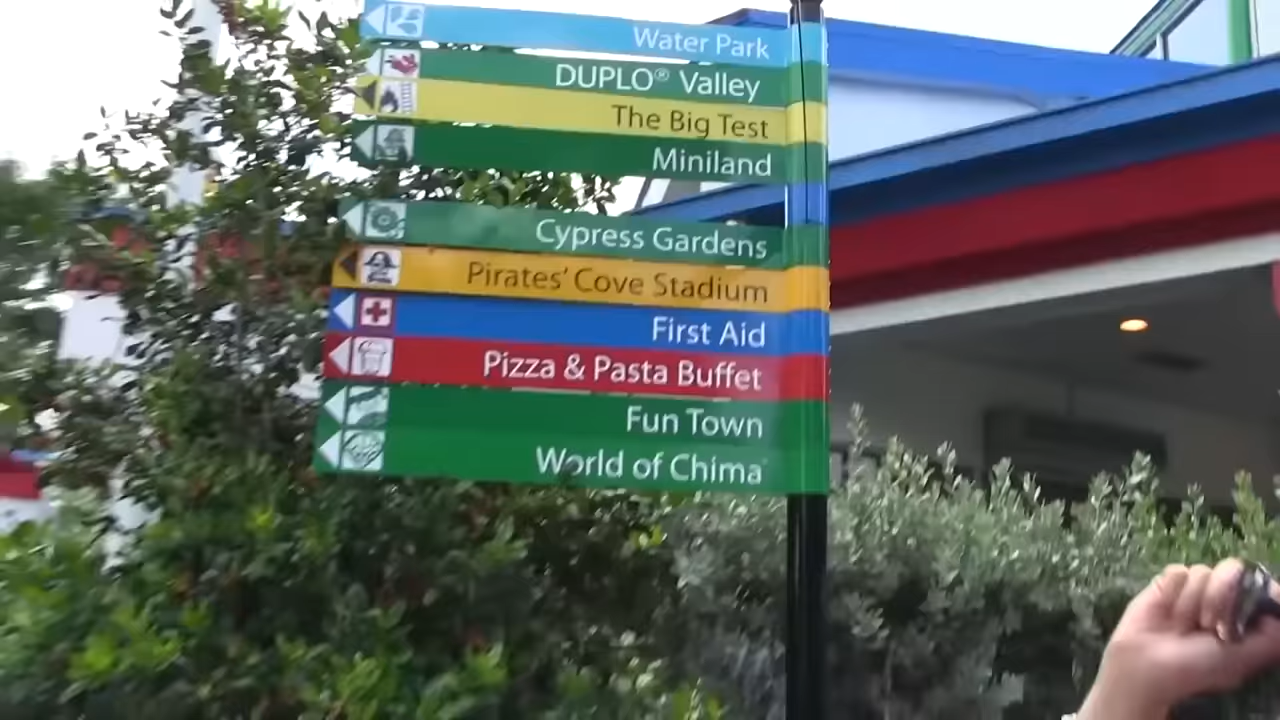 Water Park
DUPLO® Valley
The Big Test
Miniland
Cypress Gardens
Pirates' Cove Stadium
First Aid
Pizza & Pasta Buffet
Fun Town
World of Chima